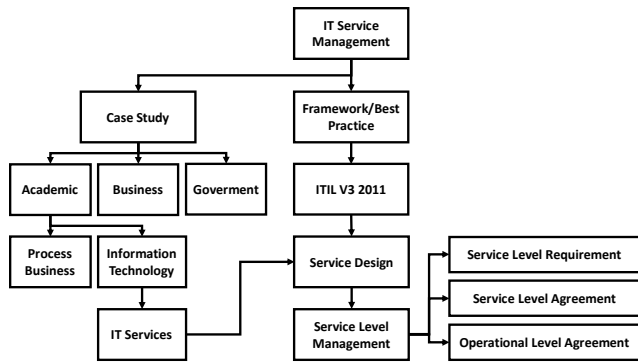 IT Service
Management
Case Study
Framework/Best
Practice
Academic
Business
Goverment
ITIL V3 2011
Process
Business
Information
Technology
Service Design
Service Level Requirement
IT Services
Service Level
Management
Service Level Agreement
Operational Level Agreement